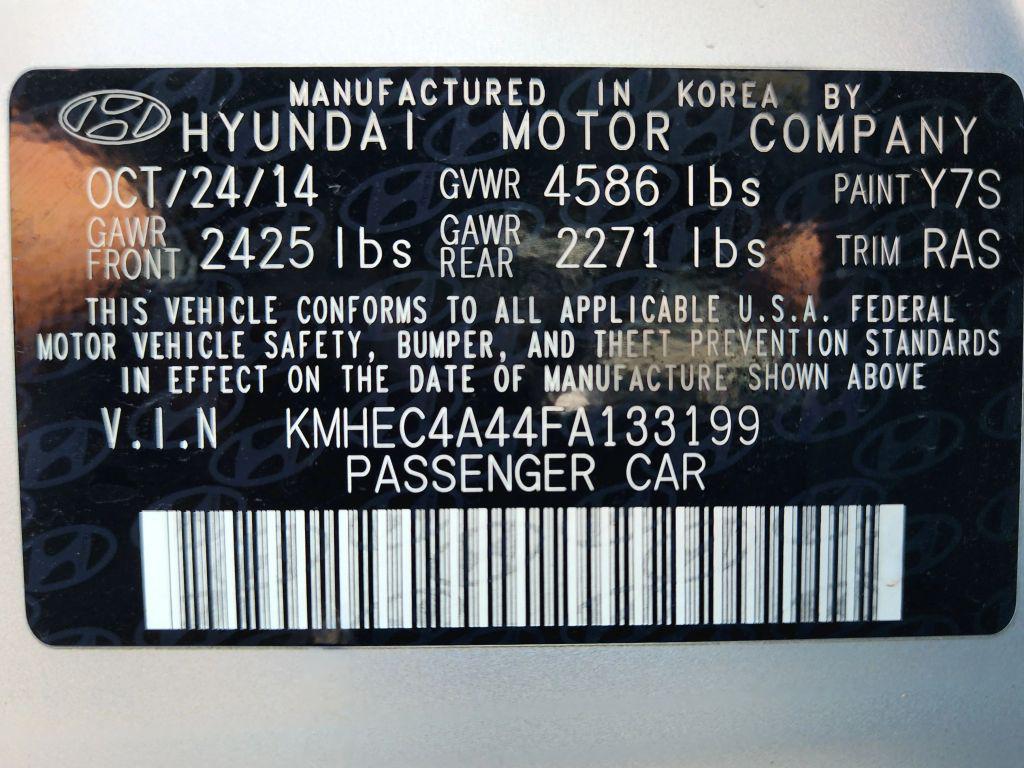 MANUFACTURED IN KOREA BY
HYUNDAI MOTOR COMPANY
OCT/24/14 GVWR 4586 lbs PAINT Y7S
GAWR FRONT 2425 lbs GAWR REAR 2271 lbs TRIM RAS
THIS VEHICLE CONFORMS TO ALL APPLICABLE U.S.A. FEDERAL
MOTOR VEHICLE SAFETY, BUMPER, AND THEFT PREVENTION STANDARDS
IN EFFECT ON THE DATE OF MANUFACTURE SHOWN ABOVE
V.I.N KMHEC4A44FA133199
PASSENGER CAR